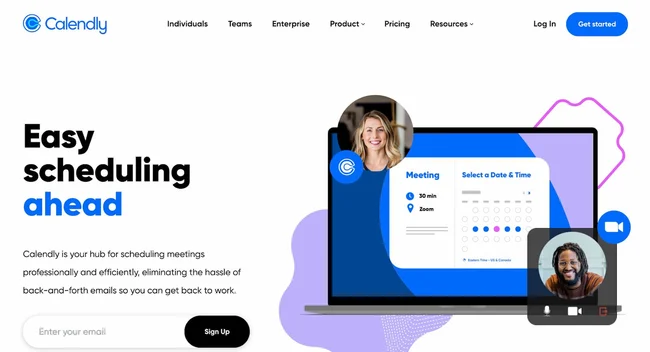 Calendly
Individuals Teams Enterprise Product Pricing Resources Log In Get started
Easy
scheduling
ahead
Calendly is your hub for scheduling meetings
professionally and efficiently, eliminating the hassle of
back-and-forth emails so you can get back to work.
Enter your email Sign Up
Meeting
30 min
Zoom
Select a Date & Time
Eastern Time - US & Canada